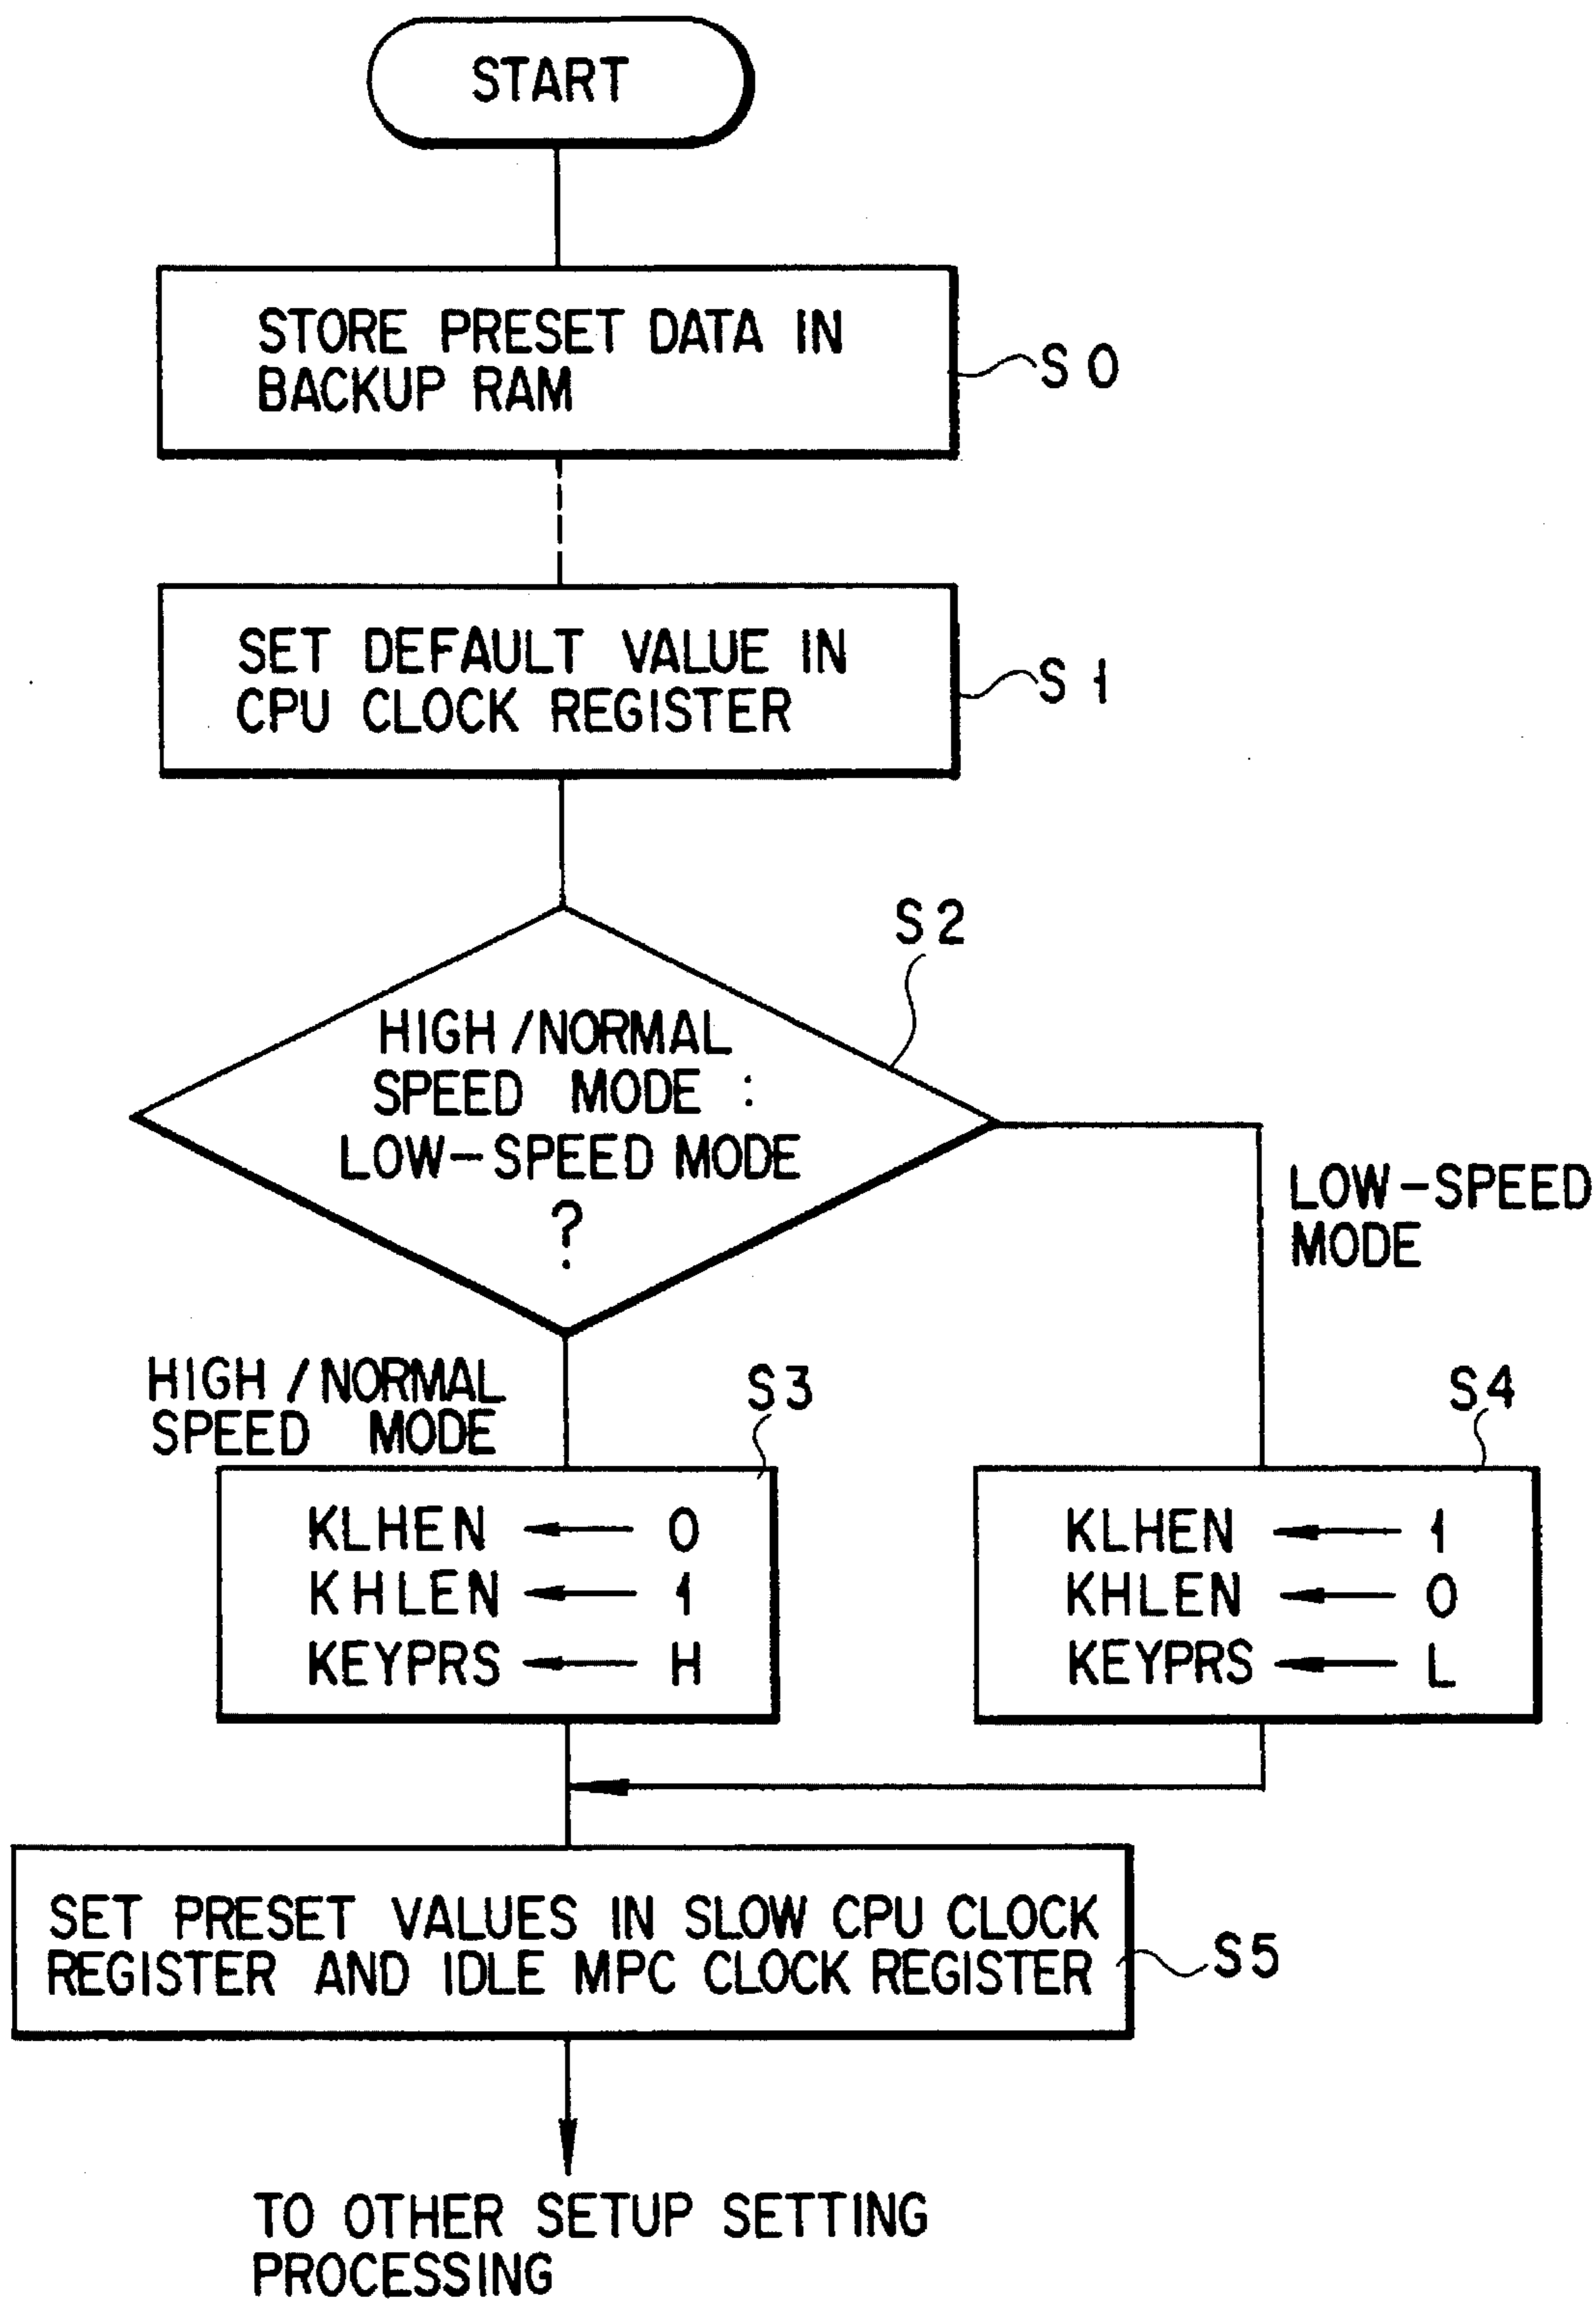 START
STORE PRESET DATA IN
BACKUP RAM
S0
SET DEFAULT VALUE IN
CPU CLOCK REGISTER
S1
S2
HIGH/NORMAL
SPEED MODE :
LOW-SPEED MODE
?
LOW-SPEED
MODE
HIGH/NORMAL
SPEED MODE
S3
KLHEN ← 0
KHLEN ← 1
KEYPRS ← H
S4
KLHEN ← 1
KHLEN ← 0
KEYPRS ← L
SET PRESET VALUES IN SLOW CPU CLOCK
REGISTER AND IDLE MPC CLOCK REGISTER
S5
TO OTHER SETUP SETTING
PROCESSING